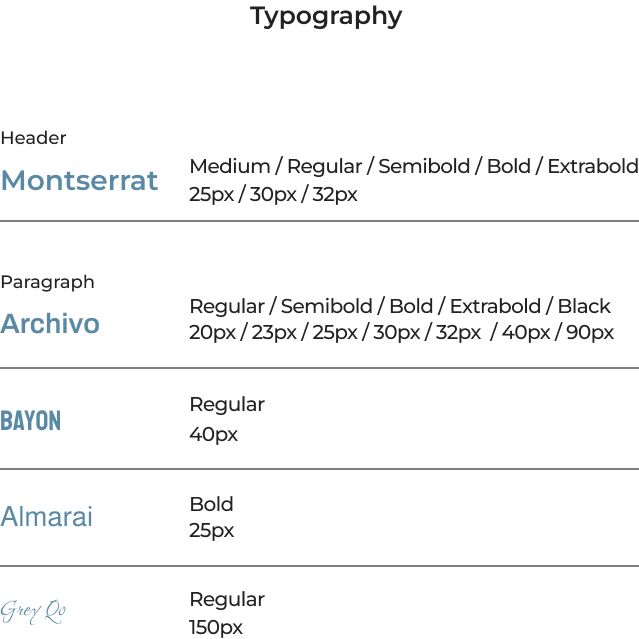 Typography
Header
Montserrat
Medium / Regular / Semibold / Bold / Extrabold
25px / 30px / 32px
Paragraph
Archivo
Regular / Semibold / Bold / Extrabold / Black
20px / 23px / 25px / 30px / 32px / 40px / 90px
BAYON
Regular
40px
Almarai
Bold
25px
Grey Qo
Regular
150px